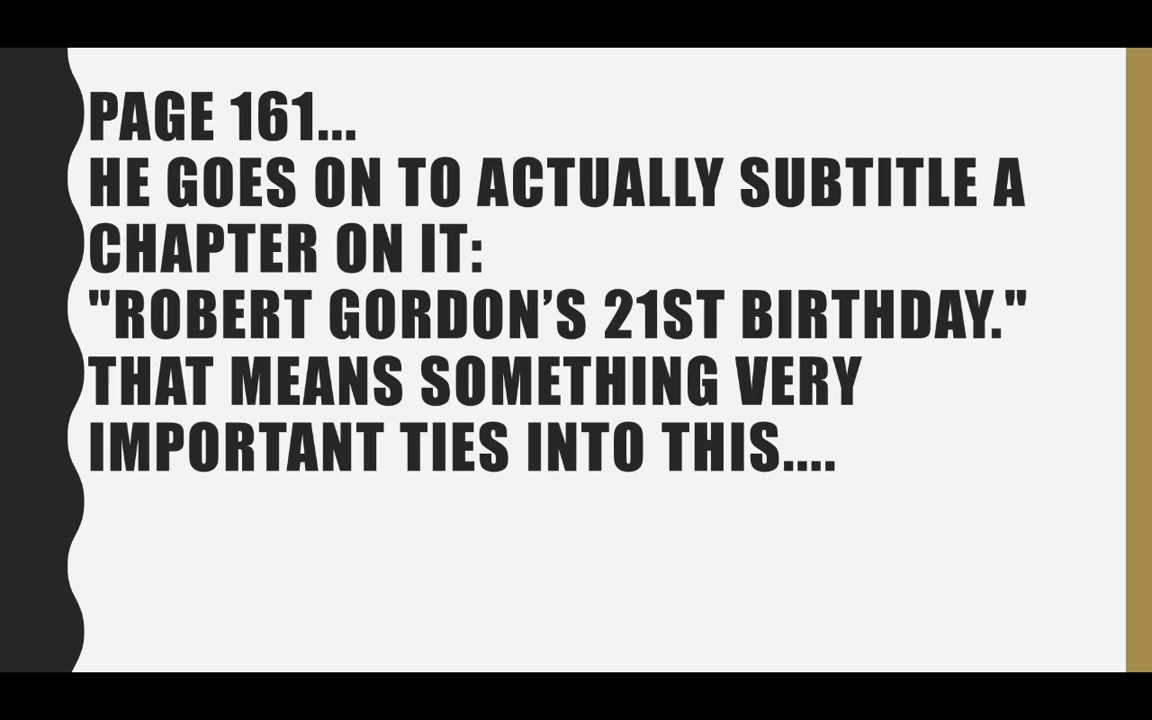 PAGE 161...
HE GOES ON TO ACTUALLY SUBTITLE A
CHAPTER ON IT:
"ROBERT GORDON’S 21ST BIRTHDAY."
THAT MEANS SOMETHING VERY
IMPORTANT TIES INTO THIS....